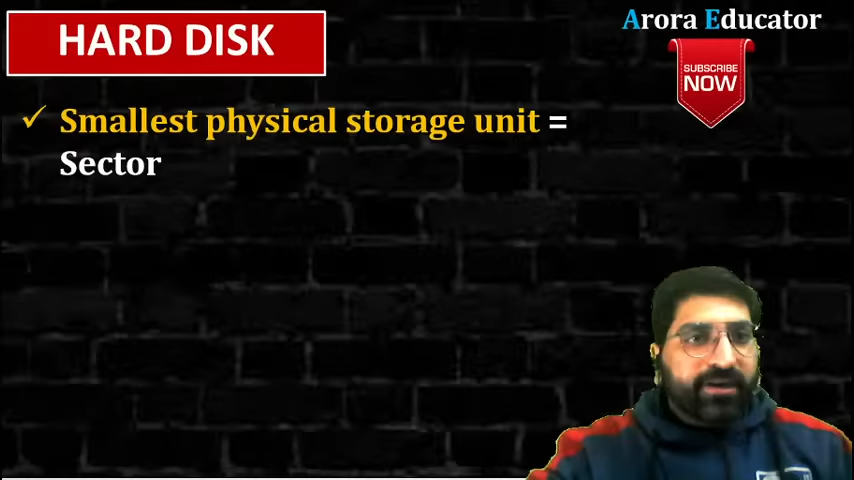 HARD DISK
Arora Educator
SUBSCRIBE
NOW
✓ Smallest physical storage unit =
Sector